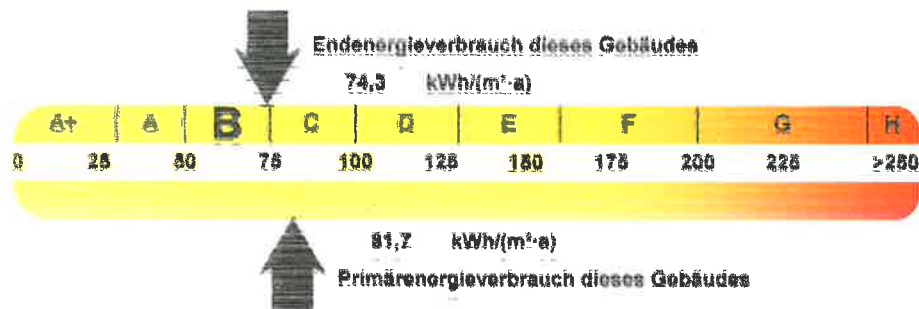 Endenergieverbrauch dieses Gebäudes
74,3 kWh/(m²·a)
A+ A B C D E F G H
0 25 50 75 100 125 150 175 200 225 >250
81,7 kWh/(m²·a)
Primärenergieverbrauch dieses Gebäudes